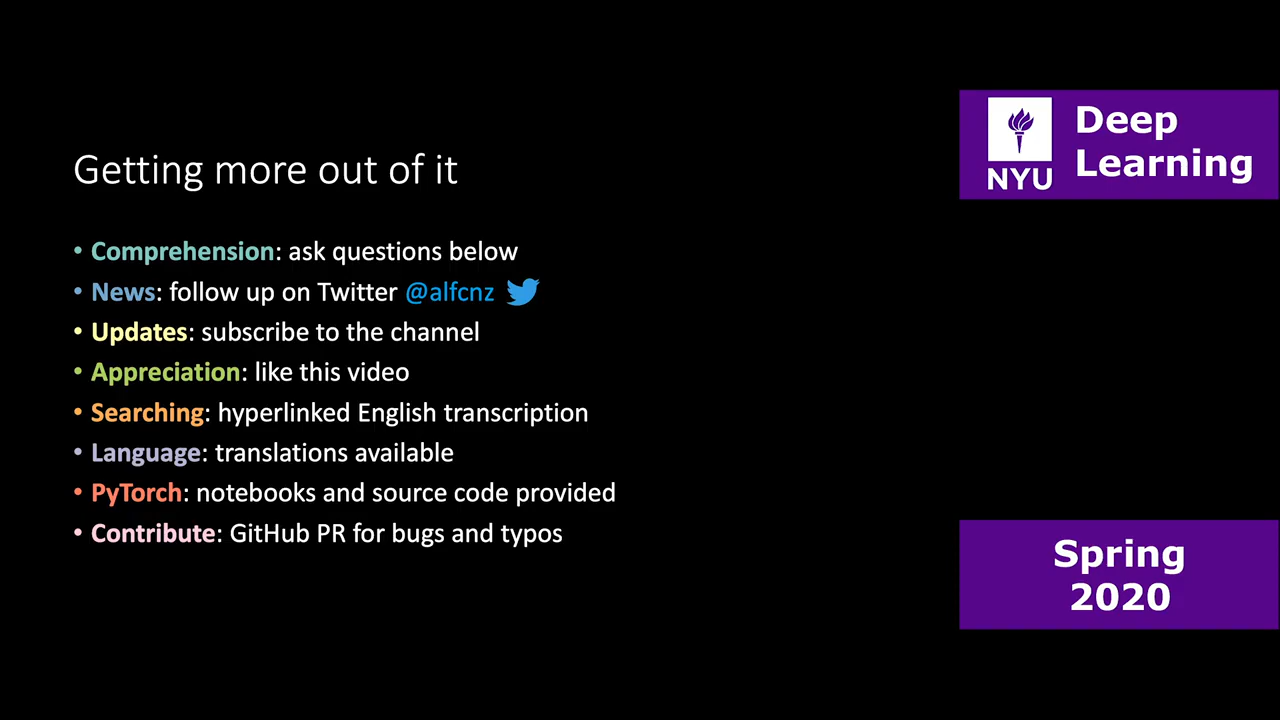 Getting more out of it
• Comprehension: ask questions below
• News: follow up on Twitter @alfcnz
• Updates: subscribe to the channel
• Appreciation: like this video
• Searching: hyperlinked English transcription
• Language: translations available
• PyTorch: notebooks and source code provided
• Contribute: GitHub PR for bugs and typos
NYU
Deep
Learning
Spring
2020